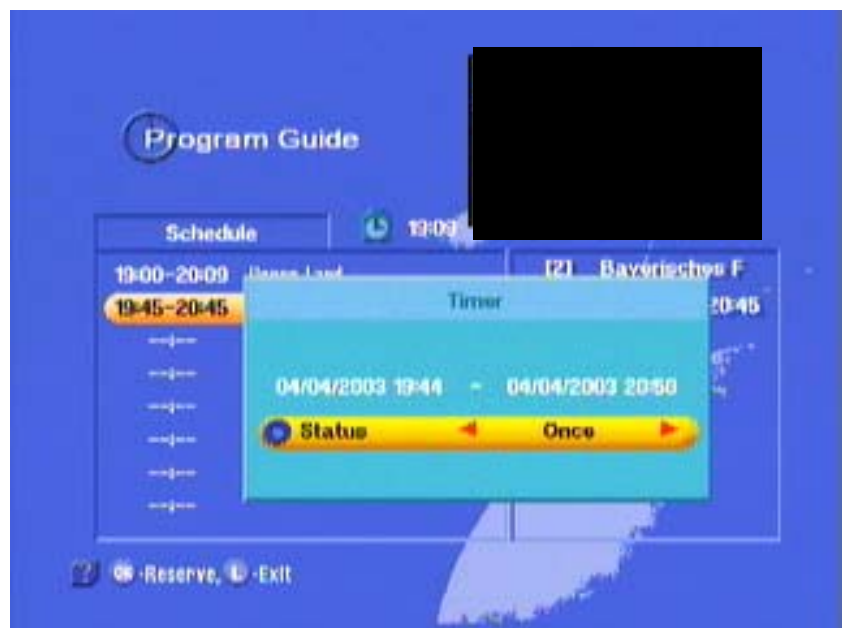 Program Guide
Schedule
19:09
19:00-20:09
[2] Bayerisches F
19:45-20:45
20:45
Timer
--:--
--:--
04/04/2003 19:44 - 04/04/2003 20:50
--:--
Status Once
--:--
--:--
--:--
OK -Reserve, -Exit